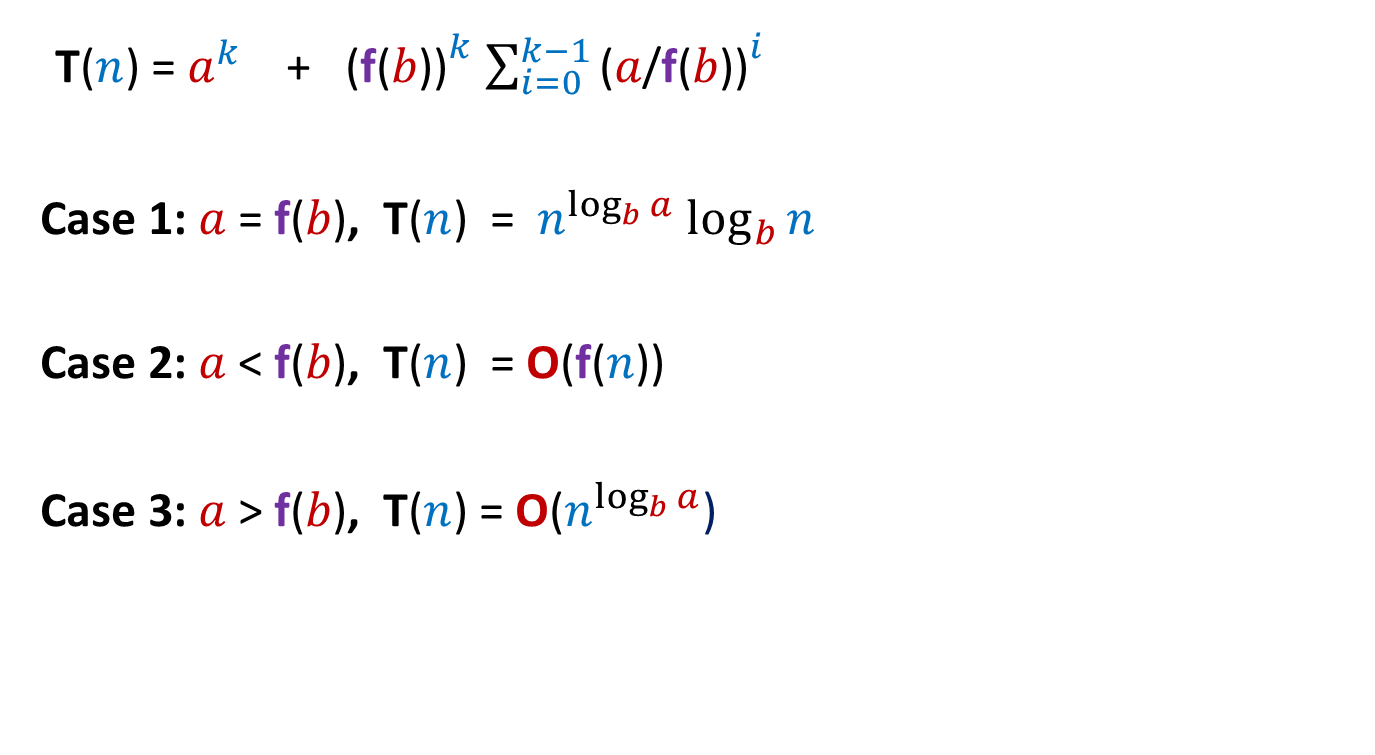 T(n) = a^k + (f(b))^k ∑_{i=0}^{k−1} (a/f(b))^i
Case 1: a = f(b), T(n) = n^{log_b a} log_b n
Case 2: a < f(b), T(n) = O(f(n))
Case 3: a > f(b), T(n) = O(n^{log_b a})